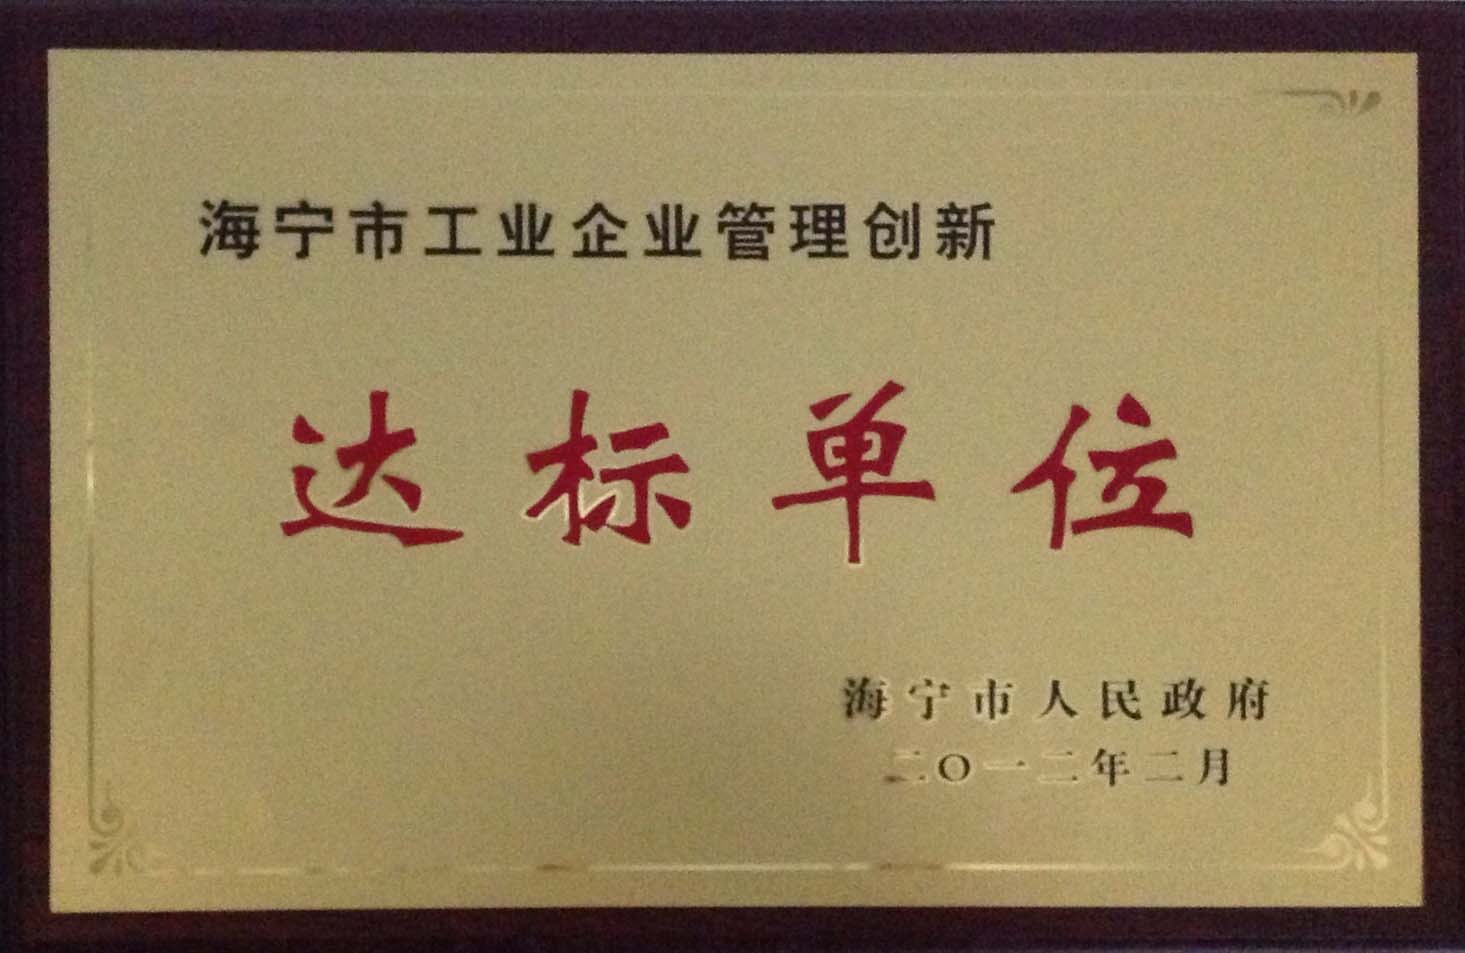 海宁市工业企业管理创新
达标单位
海宁市人民政府
二〇一二年二月